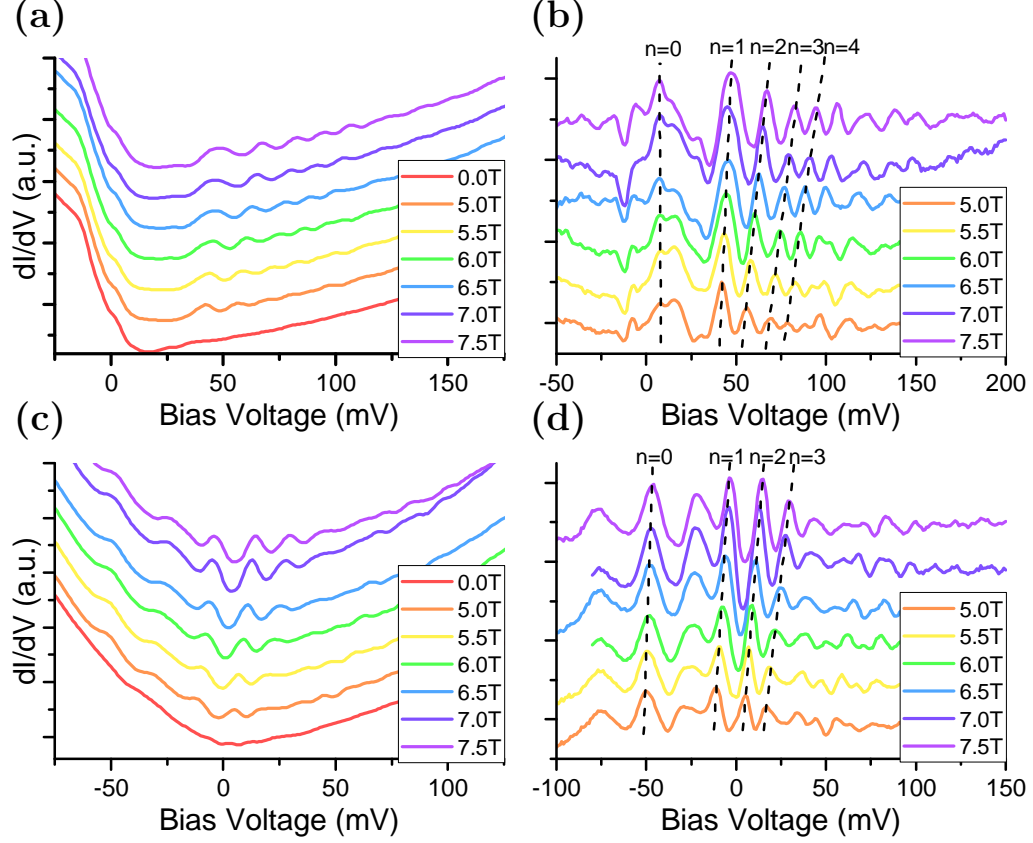 (a)
dI/dV (a.u.)
0.0T
5.0T
5.5T
6.0T
6.5T
7.0T
7.5T
0 50 100 150
Bias Voltage (mV)
(b)
n=0 n=1 n=2 n=3 n=4
5.0T
5.5T
6.0T
6.5T
7.0T
7.5T
-50 0 50 100 150 200
Bias Voltage (mV)
(c)
dI/dV (a.u.)
0.0T
5.0T
5.5T
6.0T
6.5T
7.0T
7.5T
-50 0 50 100
Bias Voltage (mV)
(d)
n=0 n=1 n=2 n=3
5.0T
5.5T
6.0T
6.5T
7.0T
7.5T
-100 -50 0 50 100 150
Bias Voltage (mV)